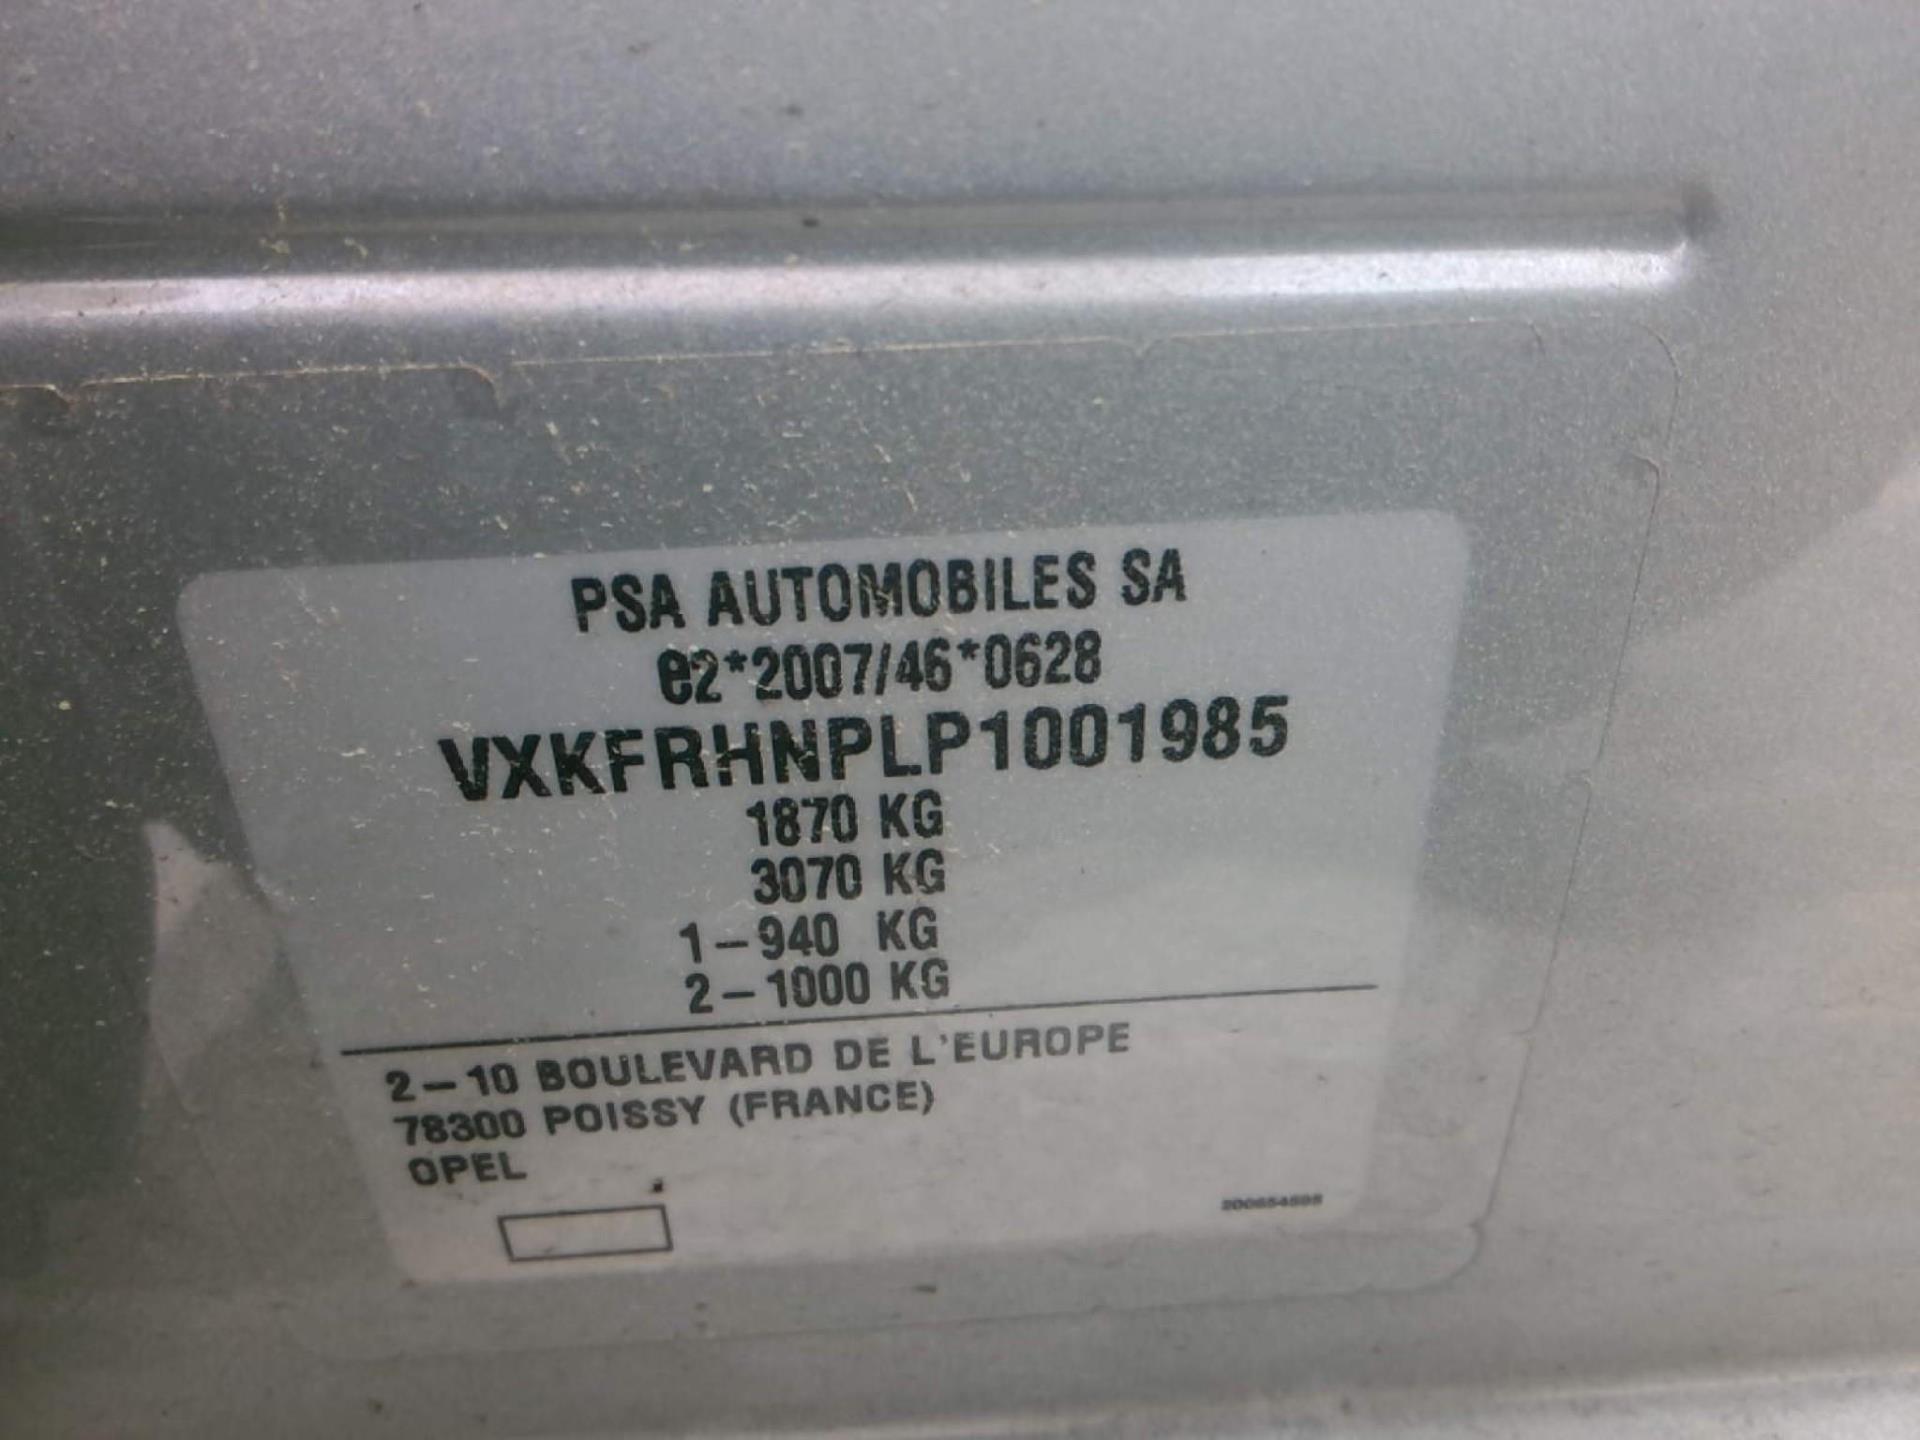 PSA AUTOMOBILES SA
e2*2007/46*0628
VXKFRHNPLP1001985
1870 KG
3070 KG
1-940 KG
2-1000 KG
2-10 BOULEVARD DE L'EUROPE
78300 POISSY (FRANCE)
OPEL